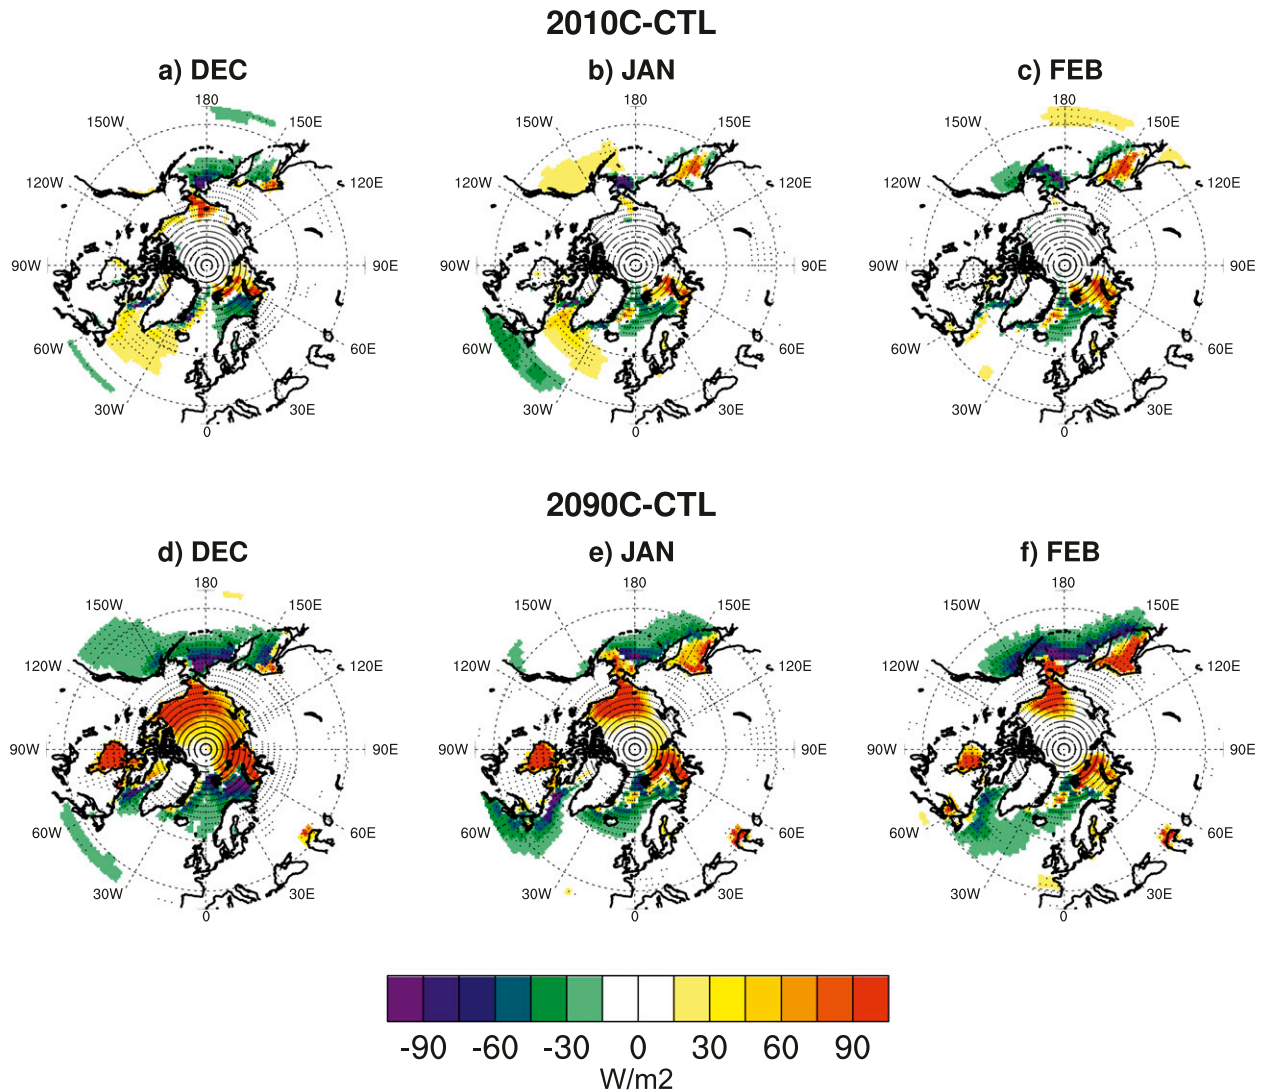 2010C-CTL
a) DEC
b) JAN
c) FEB
180
150W
150E
120W
120E
90W
90E
60W
60E
30W
30E
0
180
150W
150E
120W
120E
90W
90E
60W
60E
30W
30E
0
180
150W
150E
120W
120E
90W
90E
60W
60E
30W
30E
0
2090C-CTL
d) DEC
e) JAN
f) FEB
180
150W
150E
120W
120E
90W
90E
60W
60E
30W
30E
0
180
150W
150E
120W
120E
90W
90E
60W
60E
30W
30E
0
180
150W
150E
120W
120E
90W
90E
60W
60E
30W
30E
0
-90 -60 -30 0 30 60 90
W/m2